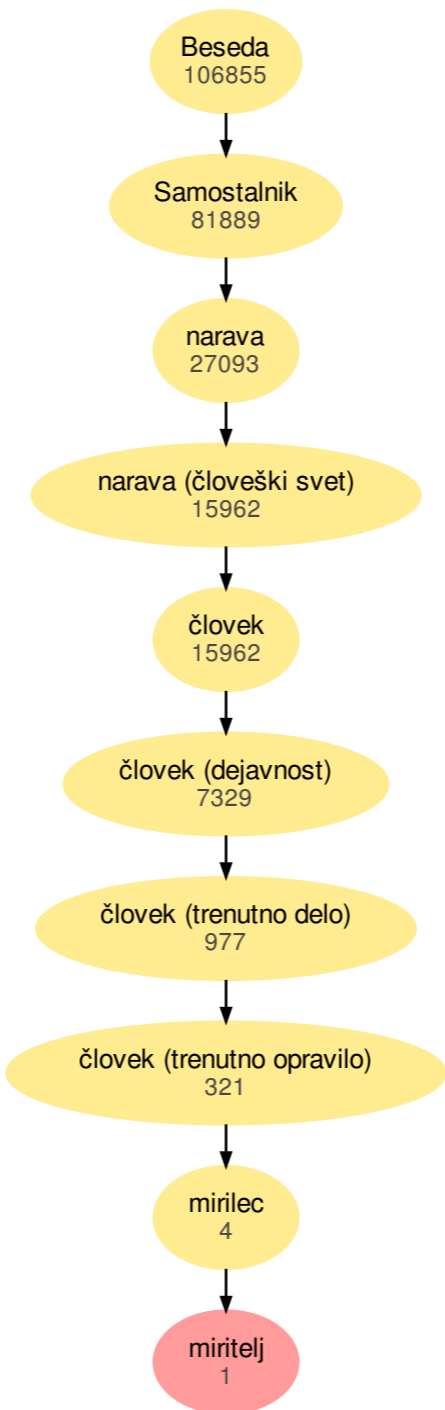 Beseda
106855
Samostalnik
81889
narava
27093
narava (človeški svet)
15962
človek
15962
človek (dejavnost)
7329
človek (trenutno delo)
977
človek (trenutno opravilo)
321
mirilec
4
miritelj
1